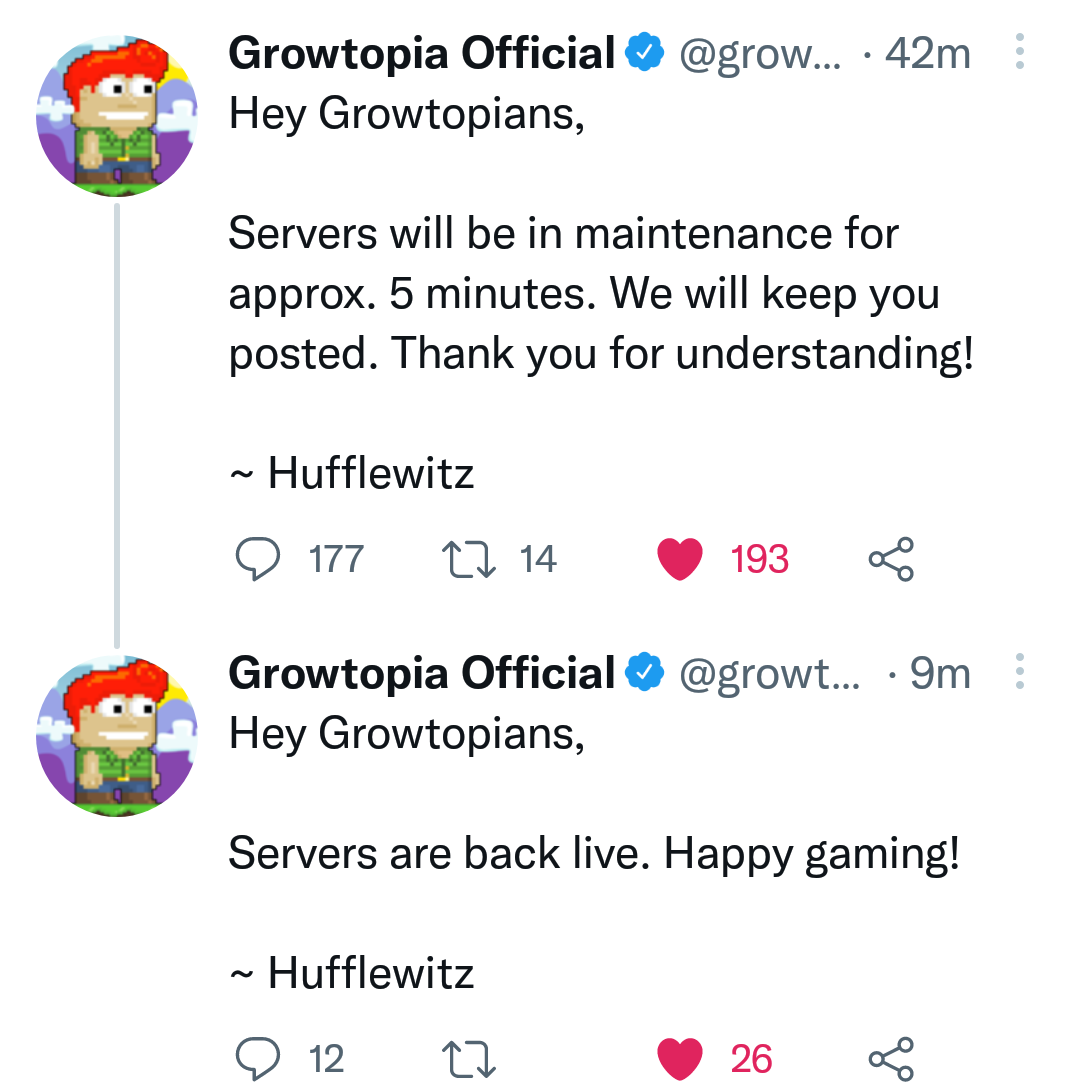 Growtopia Official @grow... · 42m
Hey Growtopians,
Servers will be in maintenance for
approx. 5 minutes. We will keep you
posted. Thank you for understanding!
~ Hufflewitz
177 14 193
Growtopia Official @growt... · 9m
Hey Growtopians,
Servers are back live. Happy gaming!
~ Hufflewitz
12 26